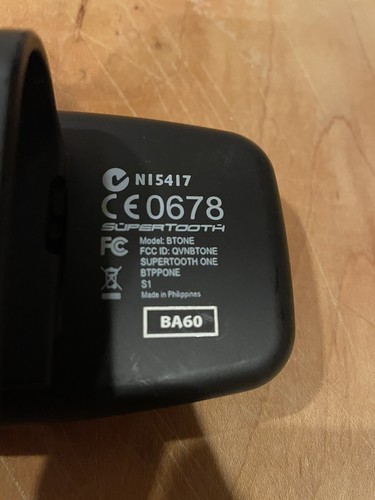 N15417
CE0678
SUPERTOOTH
FC Model: BTONE
FCC ID: QVNBTONE
SUPERTOOTH ONE
BTPPONE
S1
Made in Philippines
BA60